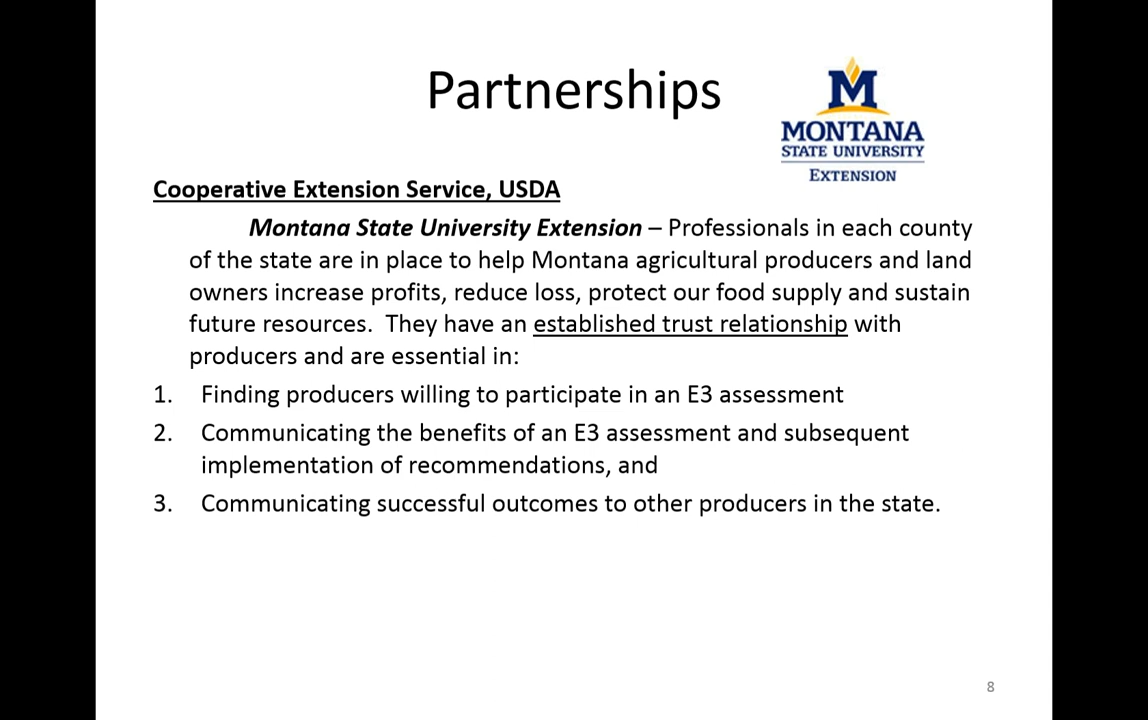 Partnerships
M
MONTANA
STATE UNIVERSITY
EXTENSION
Cooperative Extension Service, USDA
Montana State University Extension – Professionals in each county
of the state are in place to help Montana agricultural producers and land
owners increase profits, reduce loss, protect our food supply and sustain
future resources.  They have an established trust relationship with
producers and are essential in:
1. Finding producers willing to participate in an E3 assessment
2. Communicating the benefits of an E3 assessment and subsequent
implementation of recommendations, and
3. Communicating successful outcomes to other producers in the state.
8